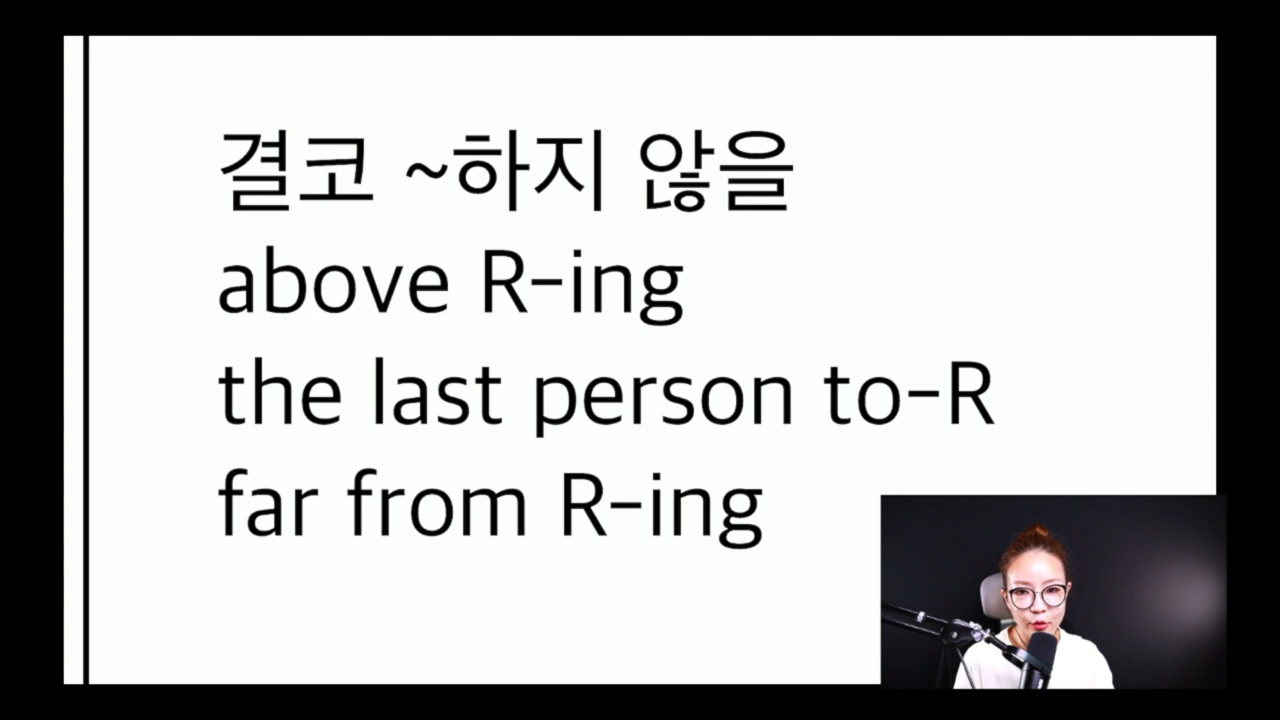 결코 ~하지 않을
above R-ing
the last person to-R
far from R-ing